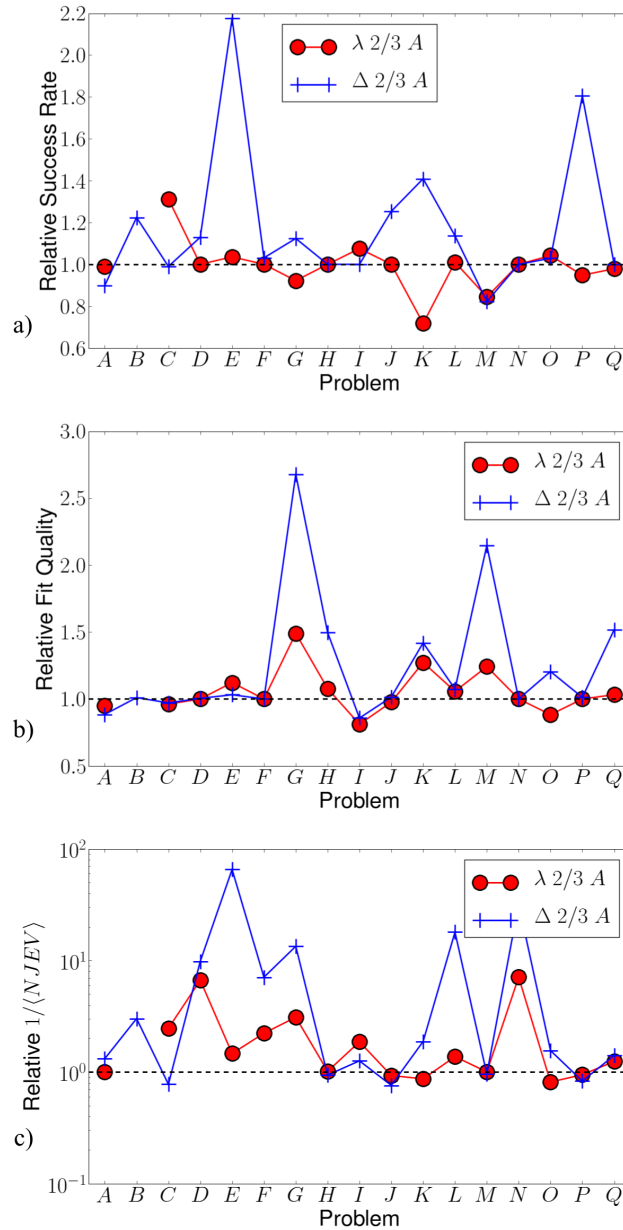 2.2
2.0
1.8
1.6
1.4
1.2
1.0
0.8
0.6
Relative Success Rate
λ 2/3 A
Δ 2/3 A
a)
A B C D E F G H I J K L M N O P Q
Problem
3.0
2.5
2.0
1.5
1.0
0.5
Relative Fit Quality
λ 2/3 A
Δ 2/3 A
b)
A B C D E F G H I J K L M N O P Q
Problem
10²
10¹
10⁰
10⁻¹
Relative 1/⟨NJEV⟩
λ 2/3 A
Δ 2/3 A
c)
A B C D E F G H I J K L M N O P Q
Problem